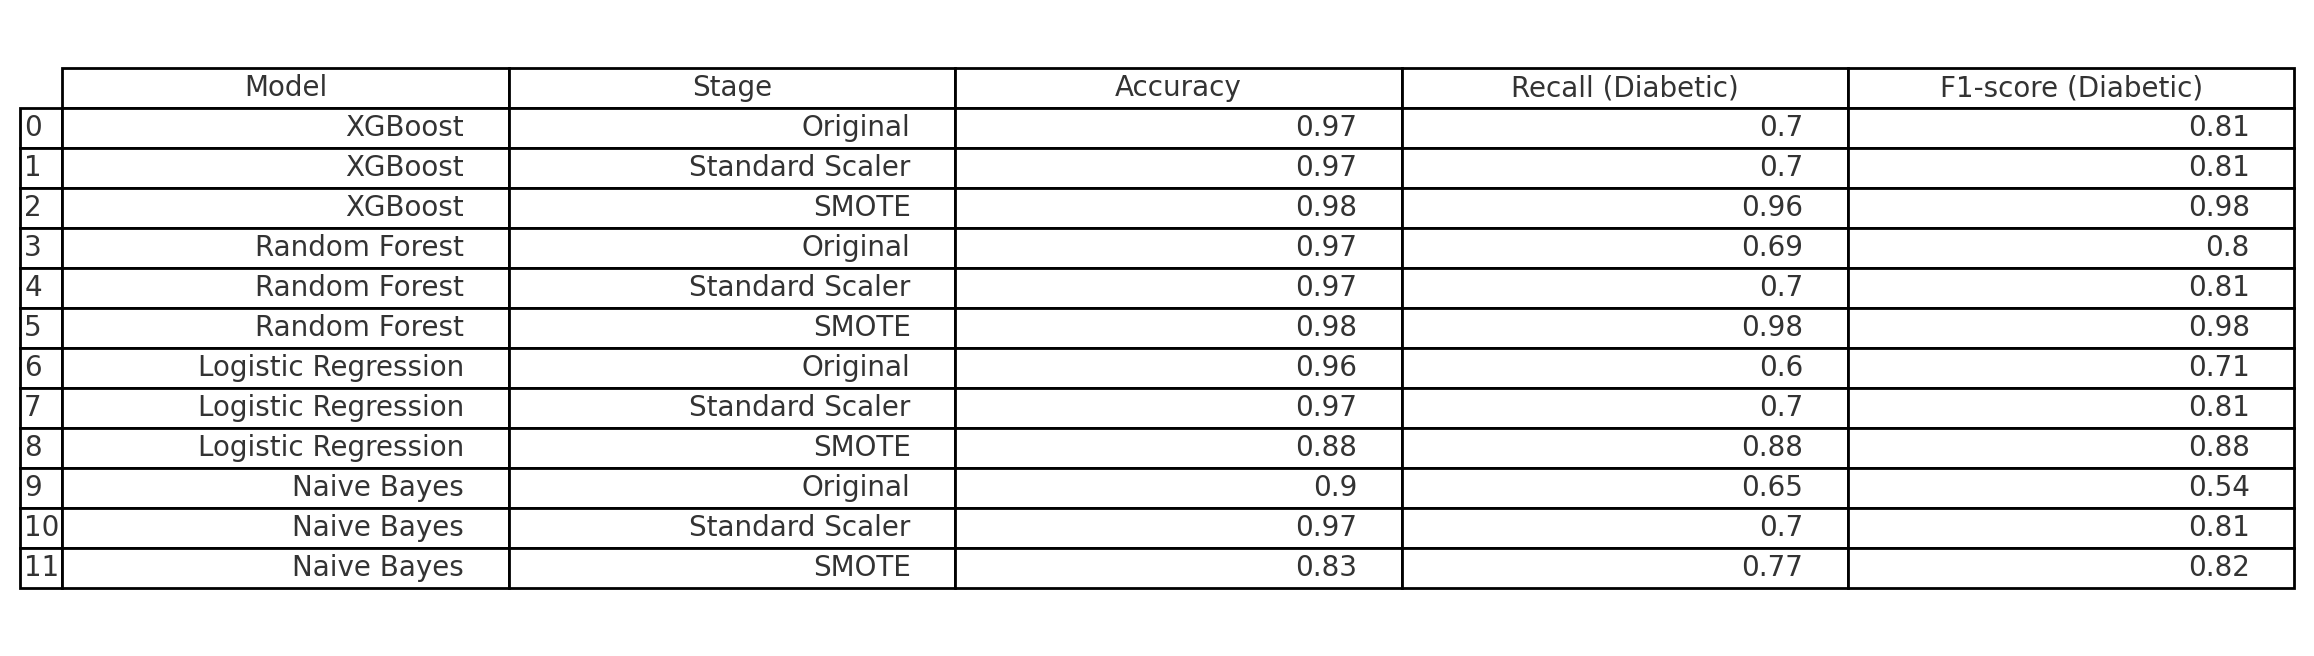 Model Stage Accuracy Recall (Diabetic) F1-score (Diabetic)
0 XGBoost Original 0.97 0.7 0.81
1 XGBoost Standard Scaler 0.97 0.7 0.81
2 XGBoost SMOTE 0.98 0.96 0.98
3 Random Forest Original 0.97 0.69 0.8
4 Random Forest Standard Scaler 0.97 0.7 0.81
5 Random Forest SMOTE 0.98 0.98 0.98
6 Logistic Regression Original 0.96 0.6 0.71
7 Logistic Regression Standard Scaler 0.97 0.7 0.81
8 Logistic Regression SMOTE 0.88 0.88 0.88
9 Naive Bayes Original 0.9 0.65 0.54
10 Naive Bayes Standard Scaler 0.97 0.7 0.81
11 Naive Bayes SMOTE 0.83 0.77 0.82